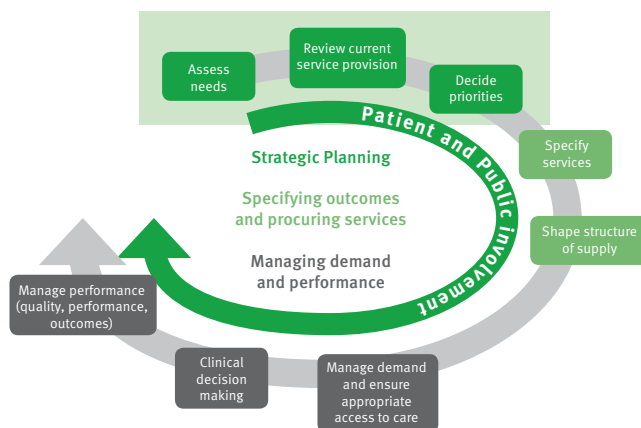 Assess
needs
Review current
service provision
Decide
priorities
Specify
services
Shape structure
of supply
Manage demand
and ensure
appropriate
access to care
Clinical
decision
making
Manage performance
(quality, performance,
outcomes)
Patient and Public involvement
Strategic Planning
Specifying outcomes
and procuring services
Managing demand
and performance